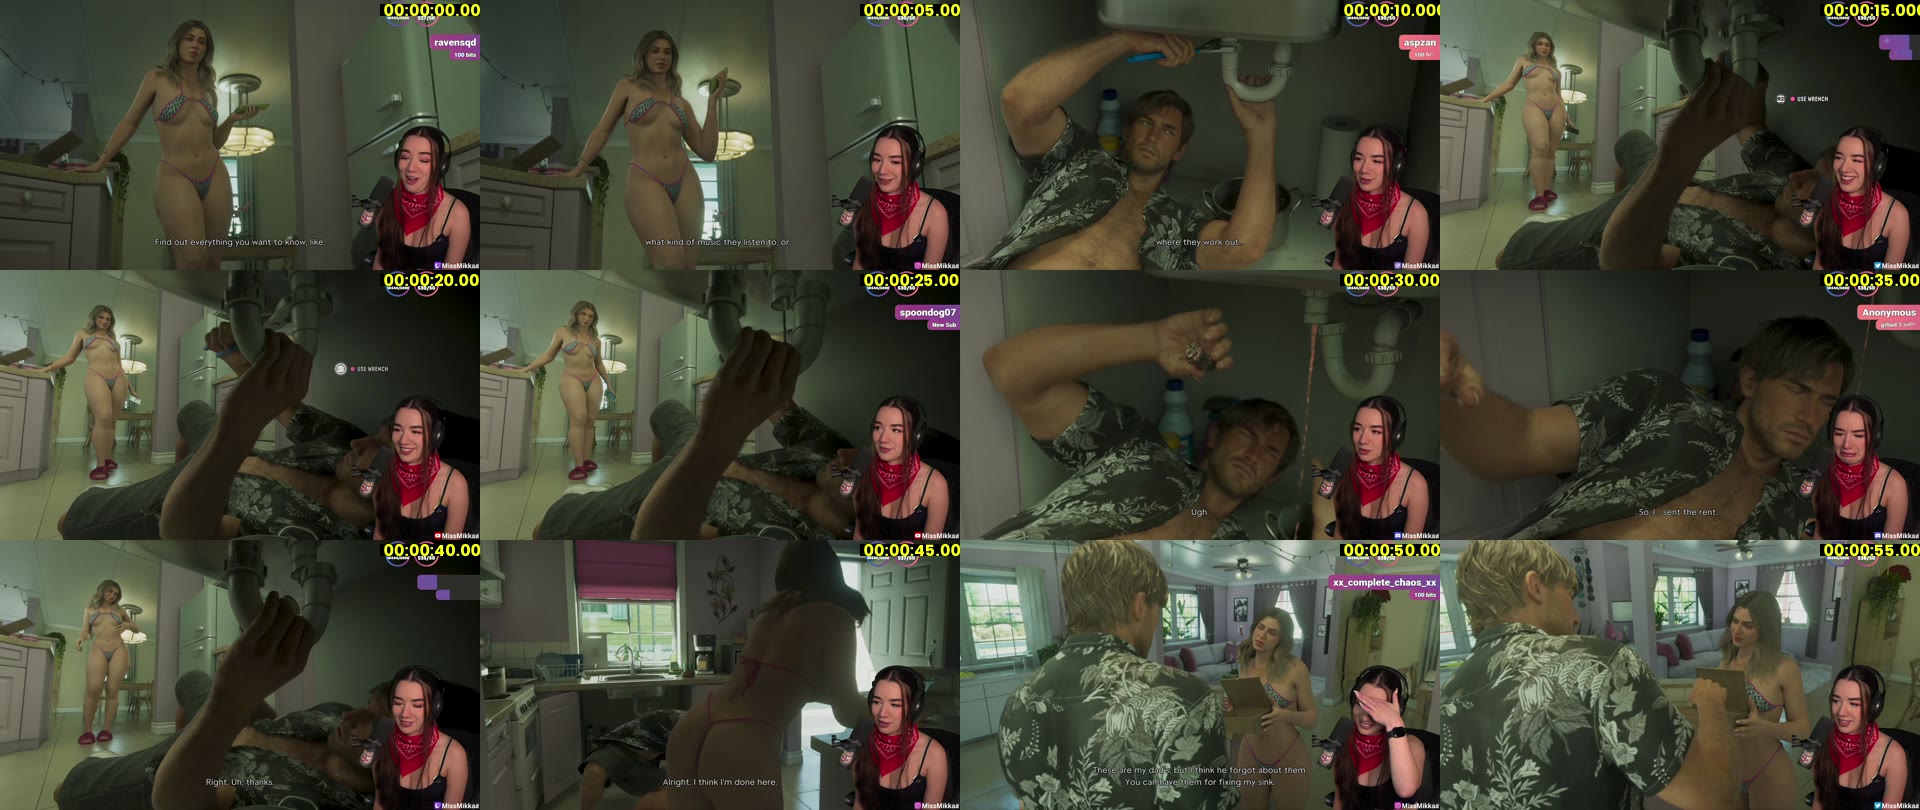 00:00:00.00
ravensqd
100 bits
Find out everything you want to know, like,
MissMikkaa
00:00:05.00
what kind of music they listen to, or...
MissMikkaa
00:00:10.000
aspzan
where they work out...
MissMikkaa
00:00:15.000
USE WRENCH
MissMikkaa
00:00:20.00
USE WRENCH
MissMikkaa
00:00:25.00
spoondog07
New Sub
MissMikkaa
00:00:30.00
Ugh.
MissMikkaa
00:00:35.00
Anonymous
gifted 3 subs
So, I... sent the rent...
MissMikkaa
00:00:40.00
Right. Uh, thanks.
MissMikkaa
00:00:45.00
Alright, I think I'm done here.
MissMikkaa
00:00:50.00
xx_complete_chaos_xx
100 bits
These are my dad's, but I think he forgot about them.
You can have them for fixing my sink.
MissMikkaa
00:00:55.00
MissMikkaa